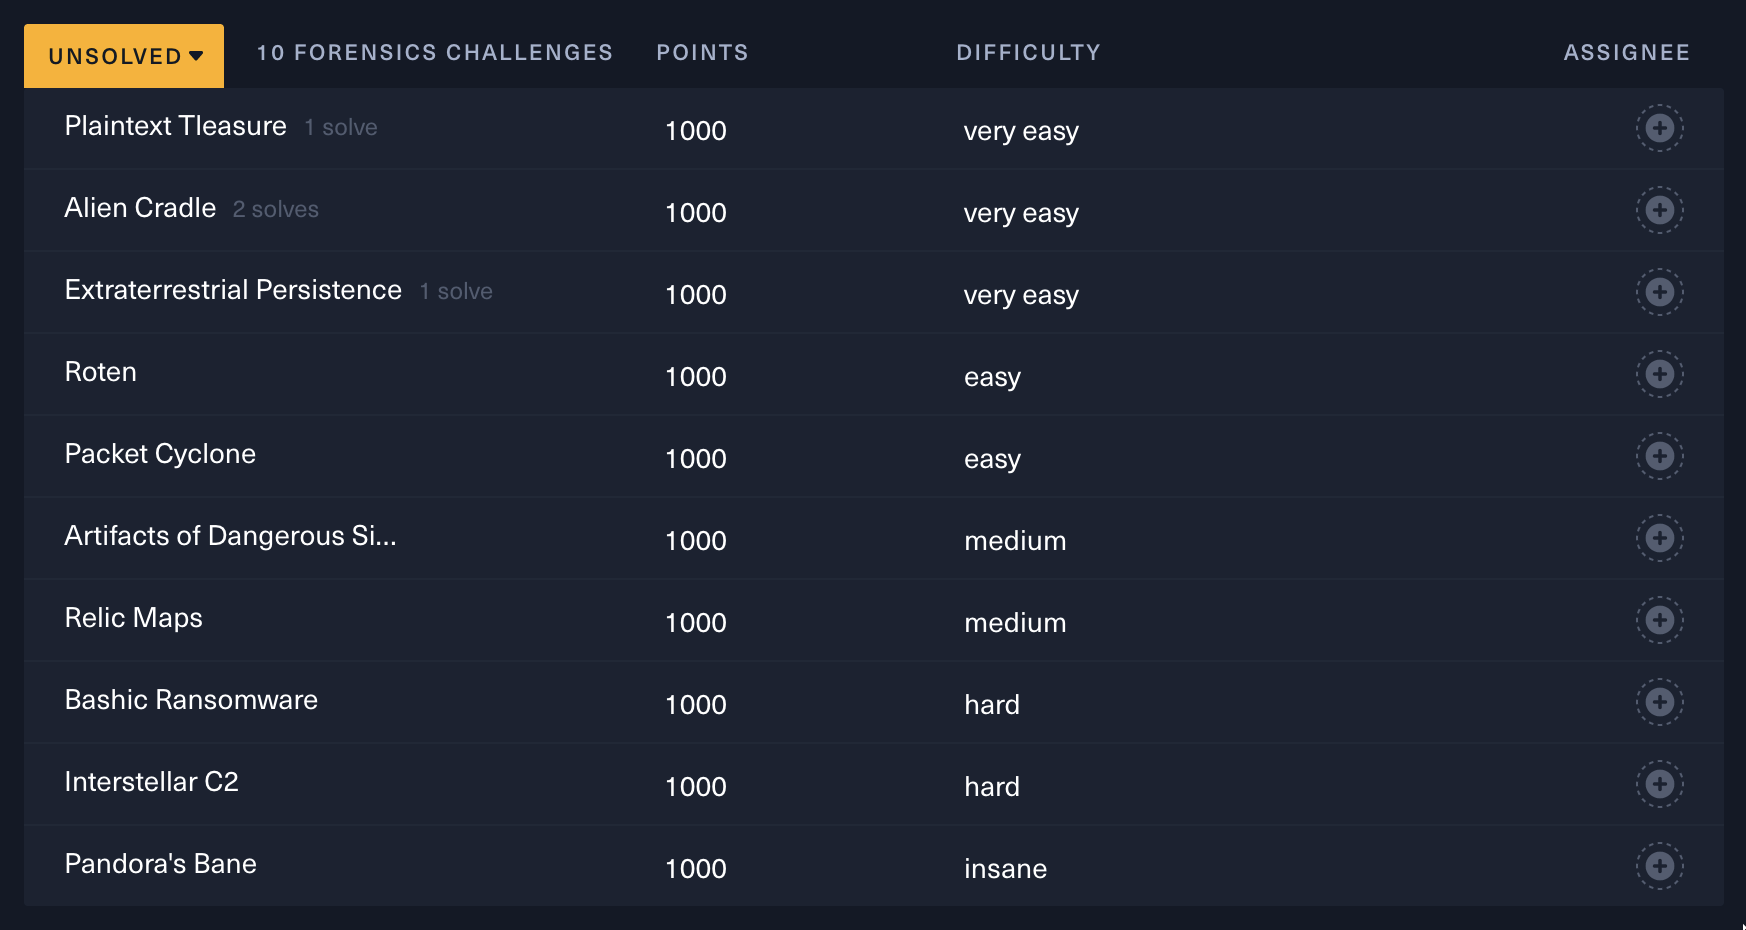 UNSOLVED 10 FORENSICS CHALLENGES POINTS DIFFICULTY ASSIGNEE
Plaintext Tleasure 1 solve 1000 very easy
Alien Cradle 2 solves 1000 very easy
Extraterrestrial Persistence 1 solve 1000 very easy
Roten 1000 easy
Packet Cyclone 1000 easy
Artifacts of Dangerous Si... 1000 medium
Relic Maps 1000 medium
Bashic Ransomware 1000 hard
Interstellar C2 1000 hard
Pandora's Bane 1000 insane